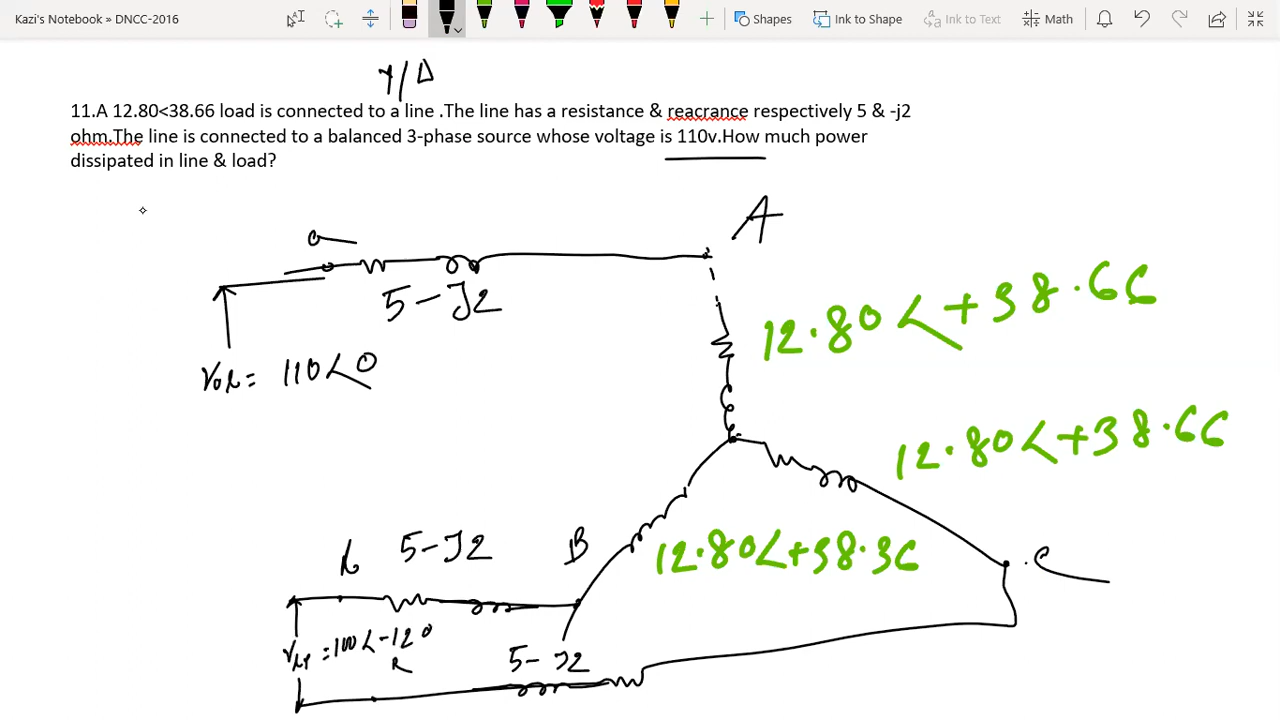 Kazi's Notebook » DNCC-2016
Shapes
Ink to Shape
Ink to Text
Math
Y/Δ
11.A 12.80<38.66 load is connected to a line .The line has a resistance & reacrance respectively 5 & -j2
ohm.The line is connected to a balanced 3-phase source whose voltage is 110v.How much power
dissipated in line & load?
A
a
5-J2
12.80<+38.66
= 110<0
12.80<+38.66
5-J2
B
12.80<+38.36
C
=100<-120
5-J2